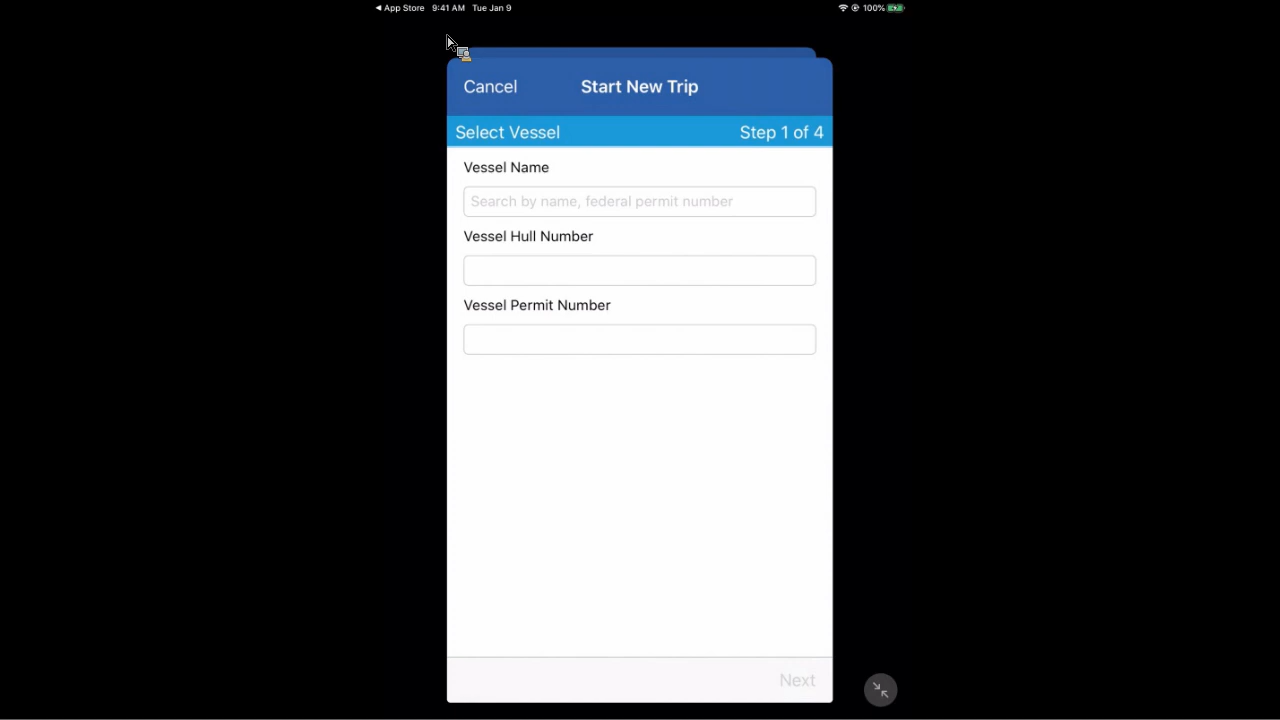 ◀ App Store 9:41 AM Tue Jan 9 100%
Cancel Start New Trip
Select Vessel Step 1 of 4
Vessel Name
Search by name, federal permit number
Vessel Hull Number
Vessel Permit Number
Next